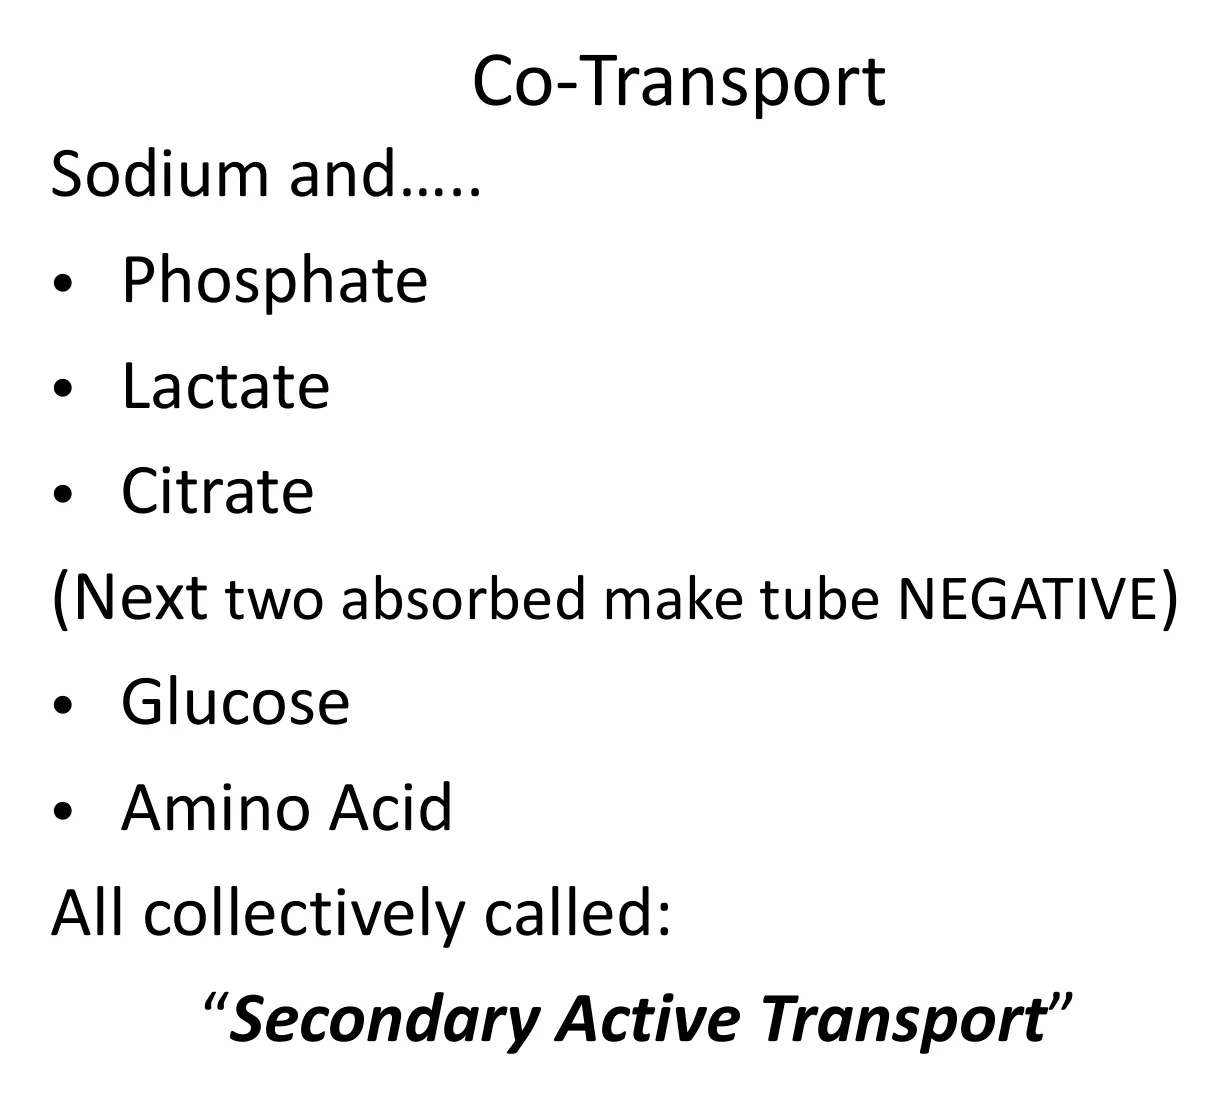 Co-Transport
Sodium and…..
• Phosphate
• Lactate
• Citrate
(Next two absorbed make tube NEGATIVE)
• Glucose
• Amino Acid
All collectively called:
“Secondary Active Transport”